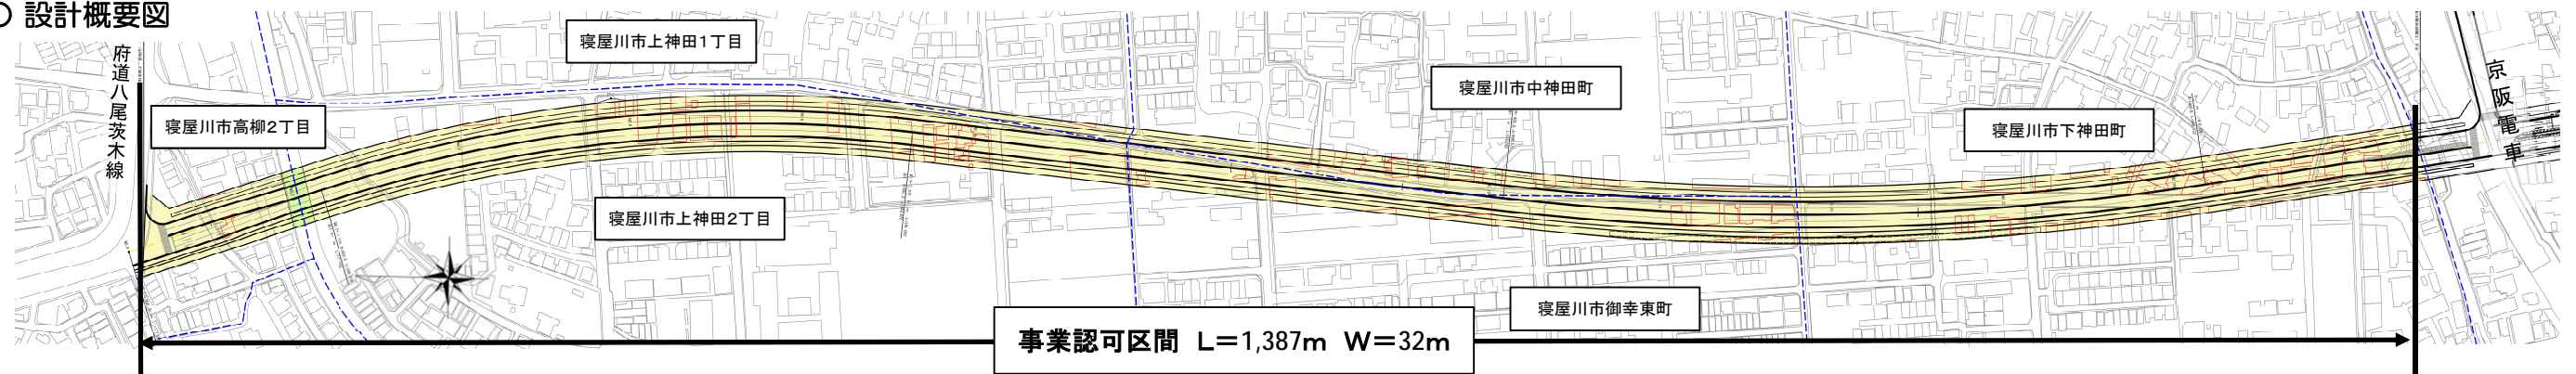 ○ 設計概要図
府道八尾茨木線
寝屋川市上神田1丁目
寝屋川市高柳2丁目
寝屋川市上神田2丁目
寝屋川市中神田町
寝屋川市下神田町
寝屋川市御幸東町
京阪電車
事業認可区間 L=1,387m W=32m